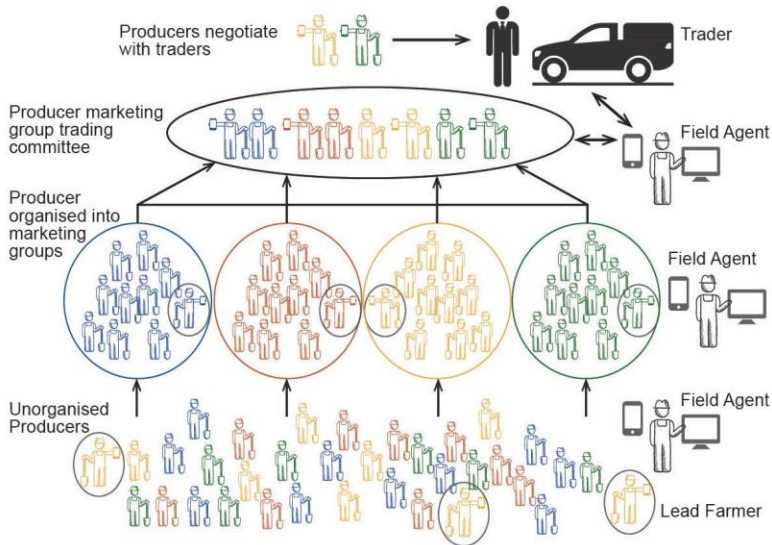 Producers negotiate
with traders
Trader
Producer marketing
group trading
committee
Field Agent
Producer
organised into
marketing
groups
Field Agent
Unorganised
Producers
Field Agent
Lead Farmer